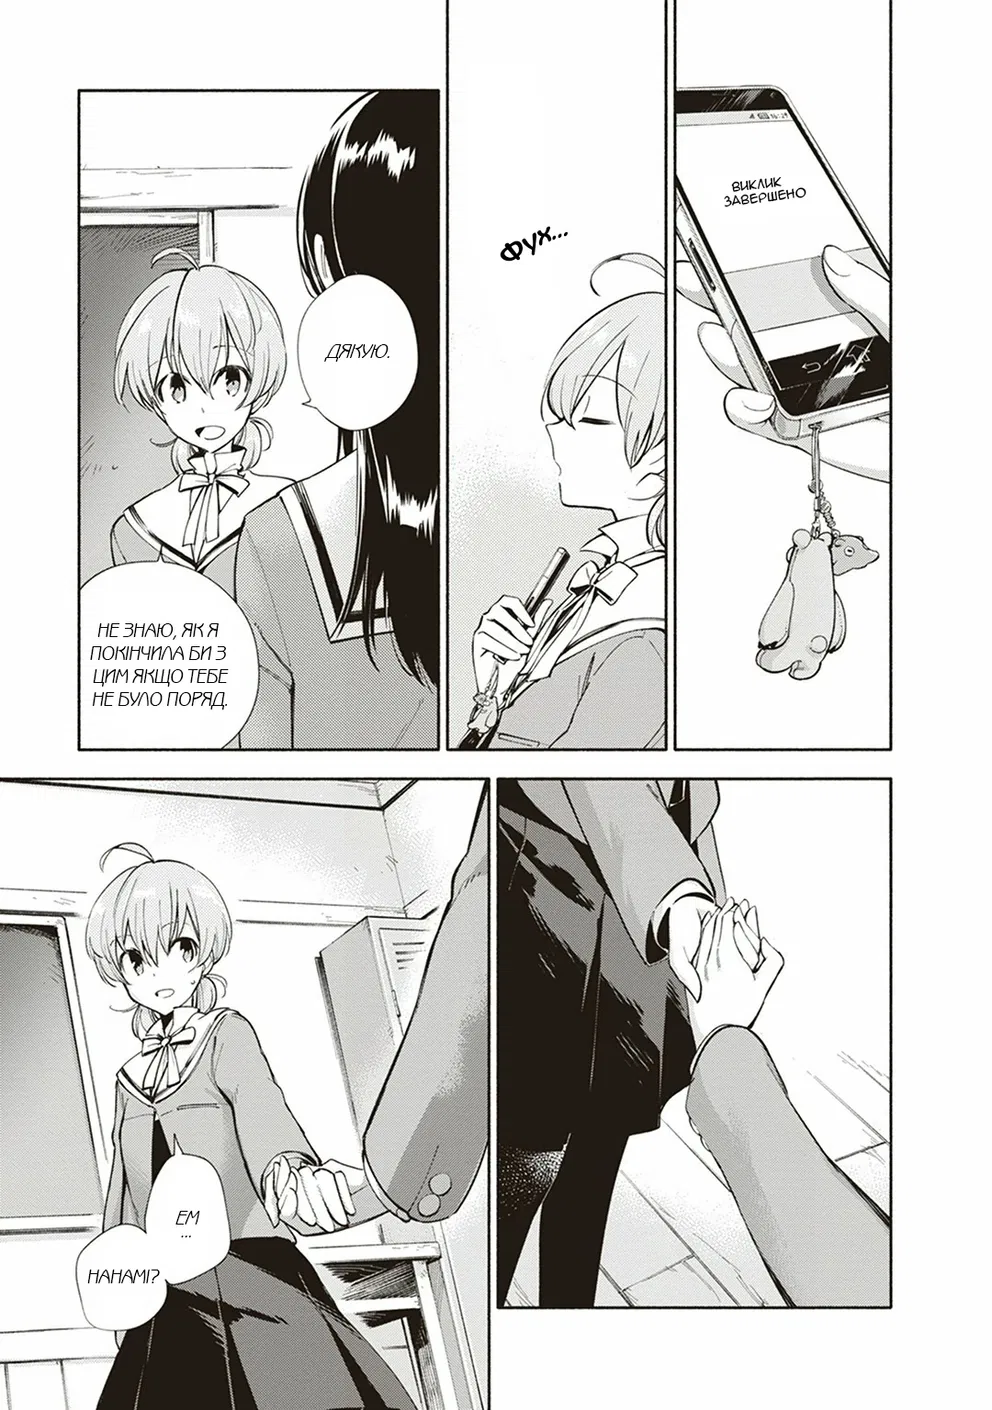 ВИКЛИК
ЗАВЕРШЕНО
ФУХ...
ДЯКУЮ.
НЕ ЗНАЮ, ЯК Я
ПОКІНЧИЛА БИ З
ЦИМ ЯКЩО ТЕБЕ
НЕ БУЛО ПОРЯД.
ЕМ
...
НАНАМІ?